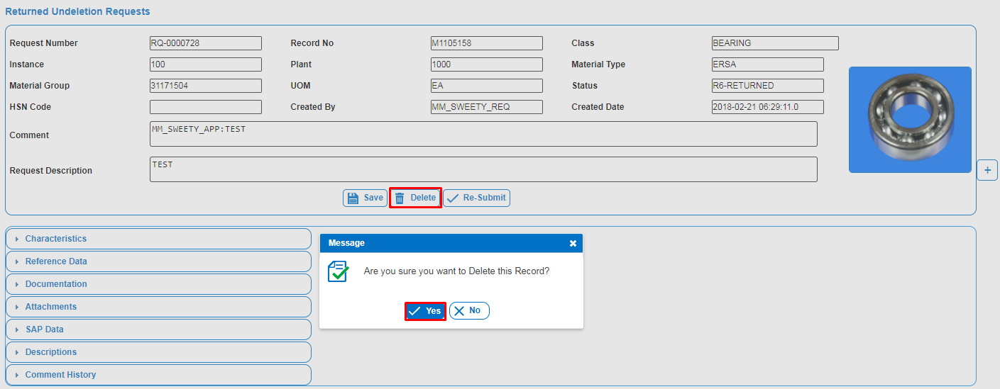 Returned Undeletion Requests
Request Number RQ-0000728 Record No M1105158 Class BEARING
Instance 100 Plant 1000 Material Type ERSA
Material Group 31171504 UOM EA Status R6-RETURNED
HSN Code Created By MM_SWEETY_REQ Created Date 2018-02-21 06:29:11.0
Comment MM_SWEETY_APP:TEST
Request Description TEST
+
Save Delete Re-Submit
Characteristics
Reference Data
Documentation
Attachments
SAP Data
Descriptions
Comment History
Message
Are you sure you want to Delete this Record?
Yes No